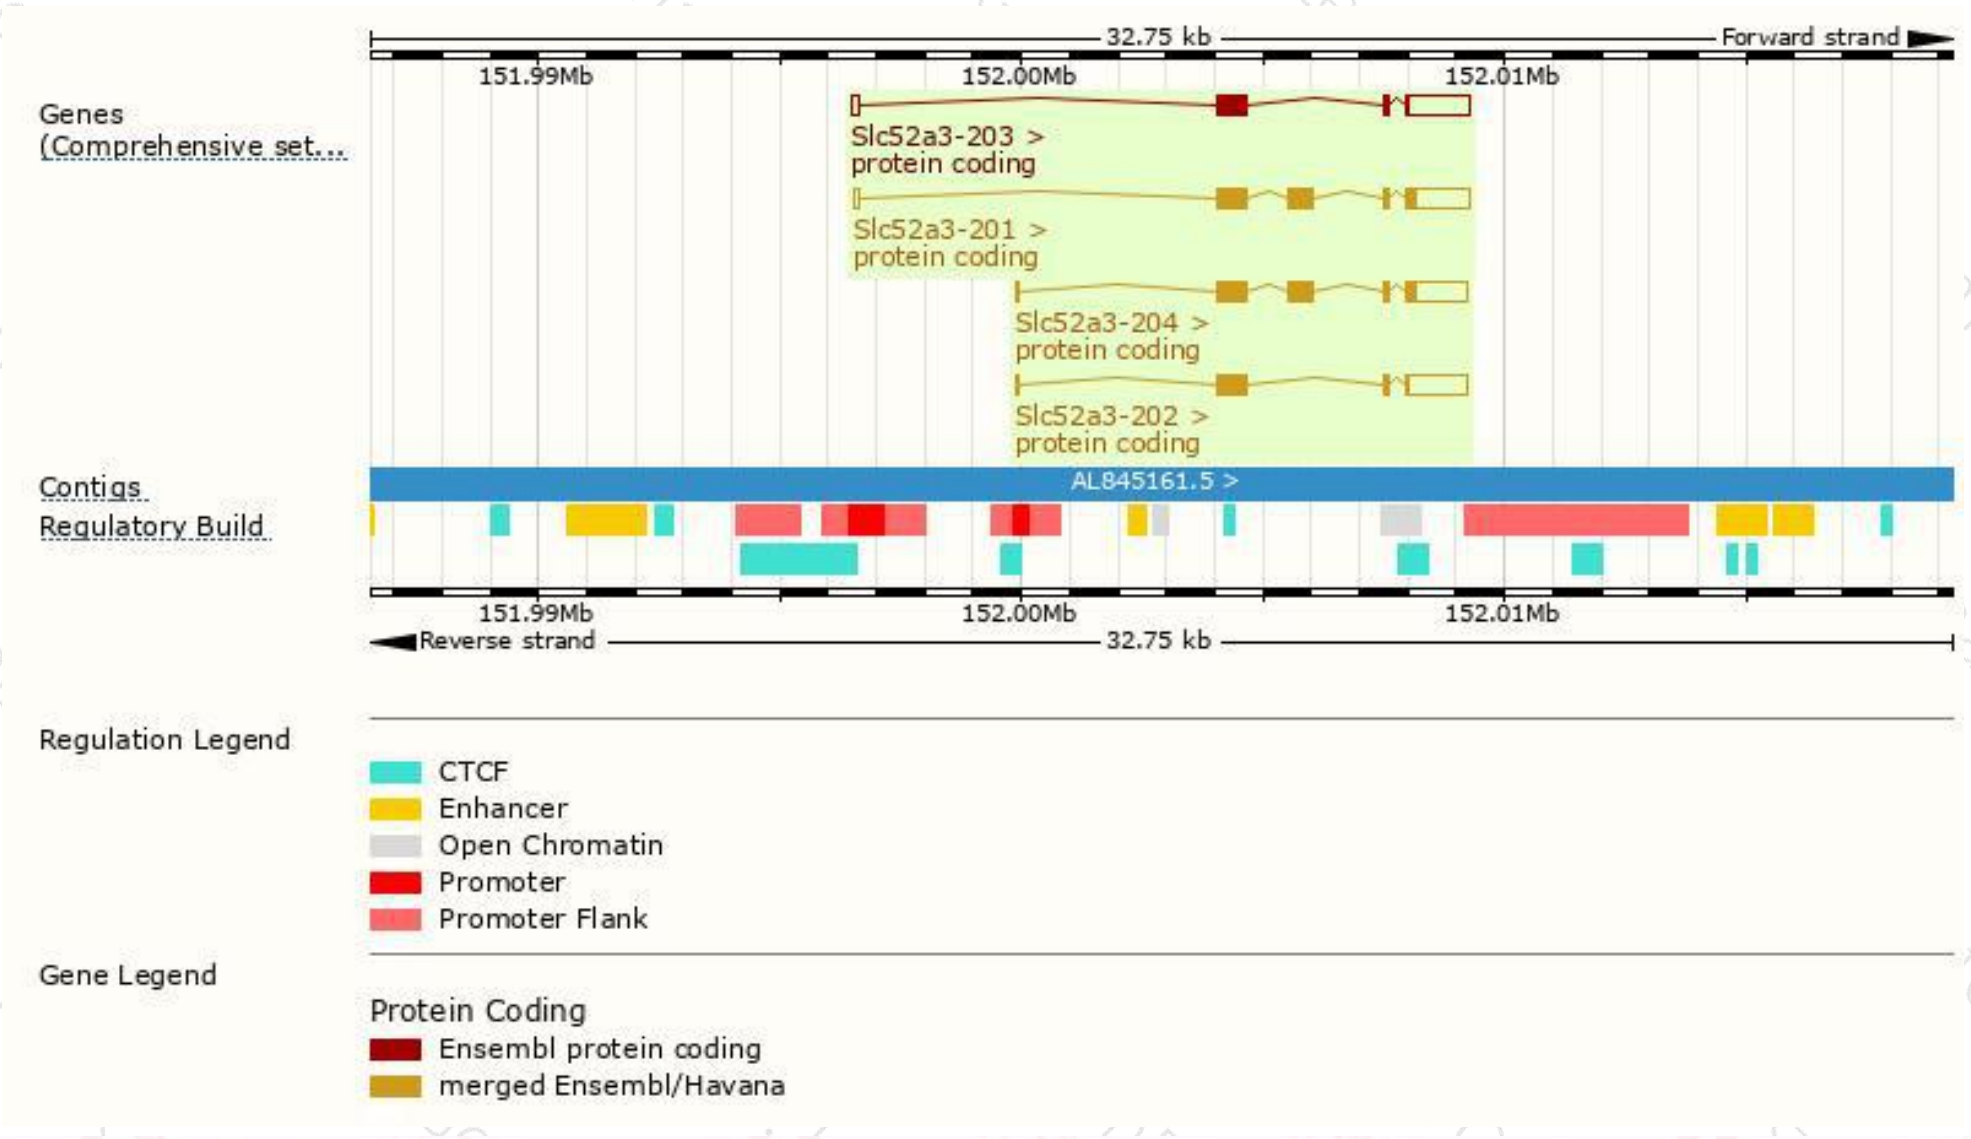 32.75 kb Forward strand
151.99Mb 152.00Mb 152.01Mb
Genes
(Comprehensive set...
Slc52a3-203 >
protein coding
Slc52a3-201 >
protein coding
Slc52a3-204 >
protein coding
Slc52a3-202 >
protein coding
Contigs AL845161.5 >
Regulatory Build
151.99Mb 152.00Mb 152.01Mb
Reverse strand 32.75 kb
Regulation Legend
CTCF
Enhancer
Open Chromatin
Promoter
Promoter Flank
Gene Legend
Protein Coding
Ensembl protein coding
merged Ensembl/Havana